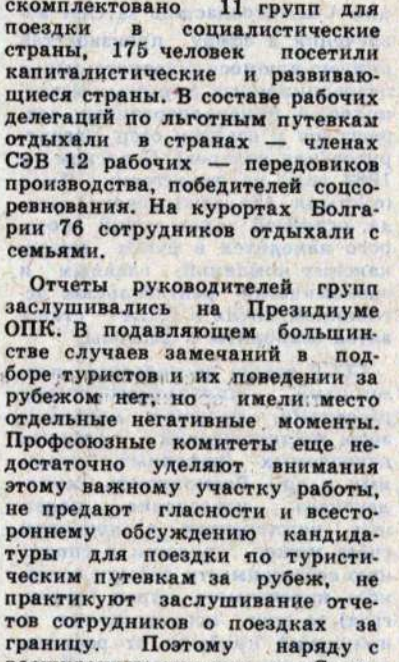 скомплектовано 11 групп для
поездки в социалистические
страны, 175 человек посетили
капиталистические и развиваю-
щиеся страны. В составе рабочих
делегаций по льготным путевкам
отдыхали в странах — членах
СЭВ 12 рабочих — передовиков
производства, победителей соцсо-
ревнования. На курортах Болга-
рии 76 сотрудников отдыхали с
семьями.
Отчеты руководителей групп
заслушивались на Президиуме
ОПК. В подавляющем большин-
стве случаев замечаний в под-
боре туристов и их поведении за
рубежом нет, но имели место
отдельные негативные моменты.
Профсоюзные комитеты еще не-
достаточно уделяют внимания
этому важному участку работы,
не предают гласности и всесто-
роннему обсуждению кандида-
туры для поездки по туристи-
ческим путевкам за рубеж, не
практикуют заслушивание отче-
тов сотрудников о поездках за
границу. Поэтому наряду с